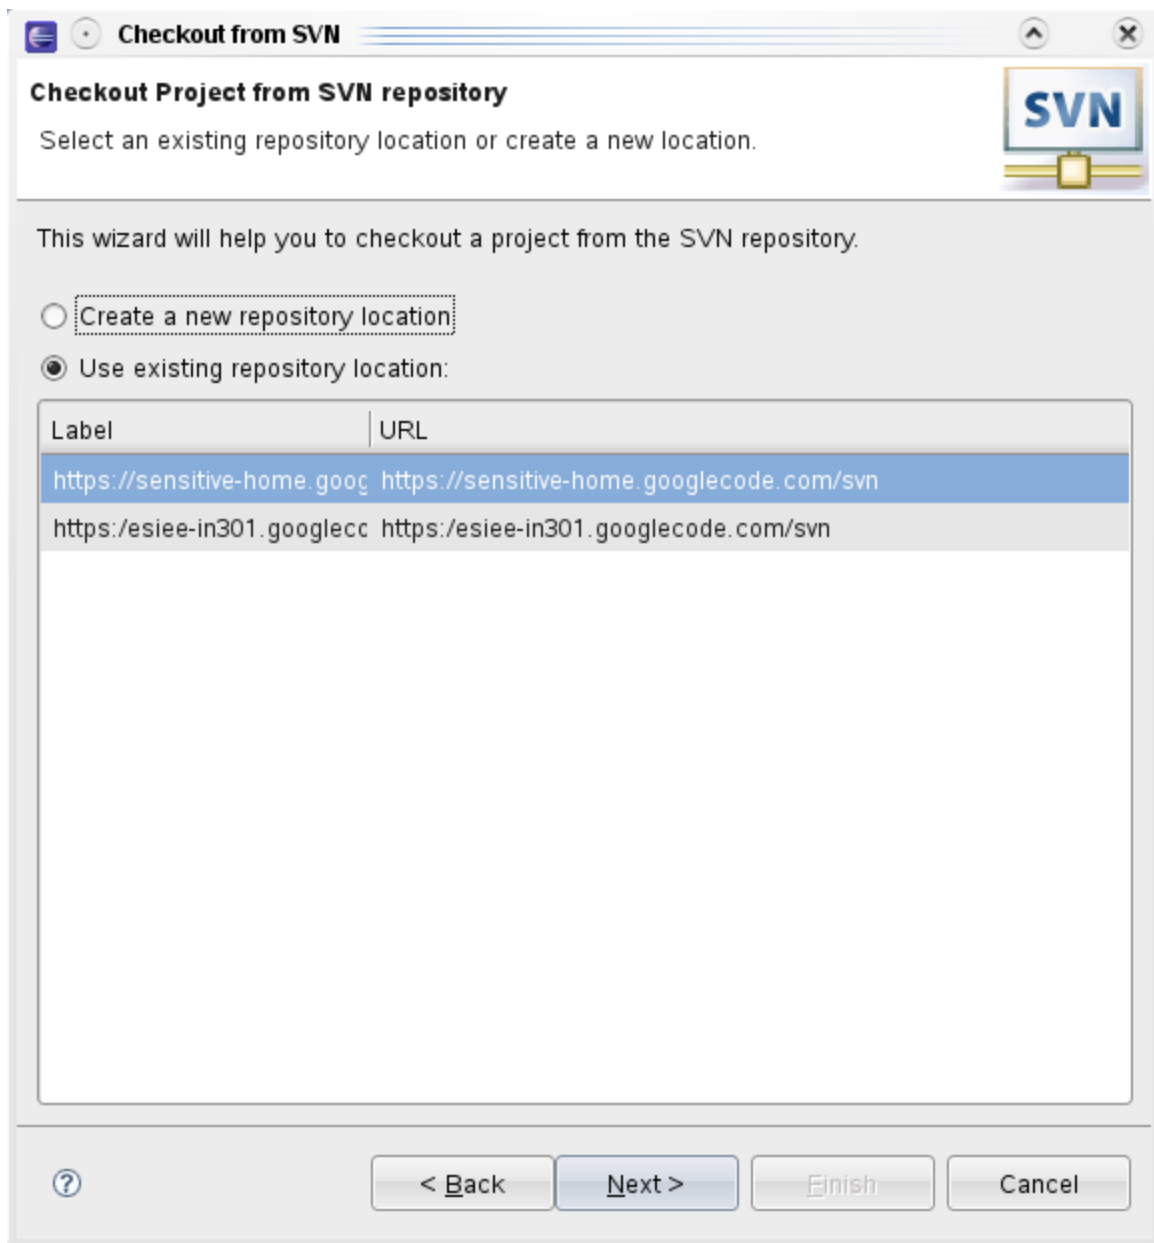 Checkout from SVN
Checkout Project from SVN repository
Select an existing repository location or create a new location.
SVN
This wizard will help you to checkout a project from the SVN repository.
Create a new repository location
Use existing repository location:
Label URL
https://sensitive-home.goog https://sensitive-home.googlecode.com/svn
https:/esiee-in301.googlecc https:/esiee-in301.googlecode.com/svn
? < Back Next > Finish Cancel